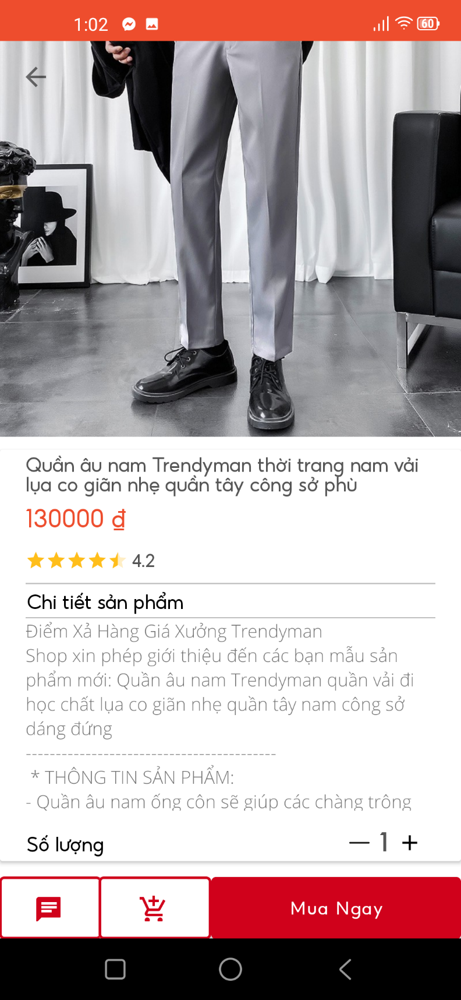 1:02
60
Quần âu nam Trendyman thời trang nam vải
lụa co giãn nhẹ quần tây công sở phù
130000 ₫
4.2
Chi tiết sản phẩm
Điểm Xả Hàng Giá Xưởng Trendyman
Shop xin phép giới thiệu đến các bạn mẫu sản
phẩm mới: Quần âu nam Trendyman quần vải đi
học chất lụa co giãn nhẹ quần tây nam công sở
dáng đứng
------------------------------------------
* THÔNG TIN SẢN PHẨM:
- Quần âu nam ống côn sẽ giúp các chàng trông
Số lượng
1
Mua Ngay